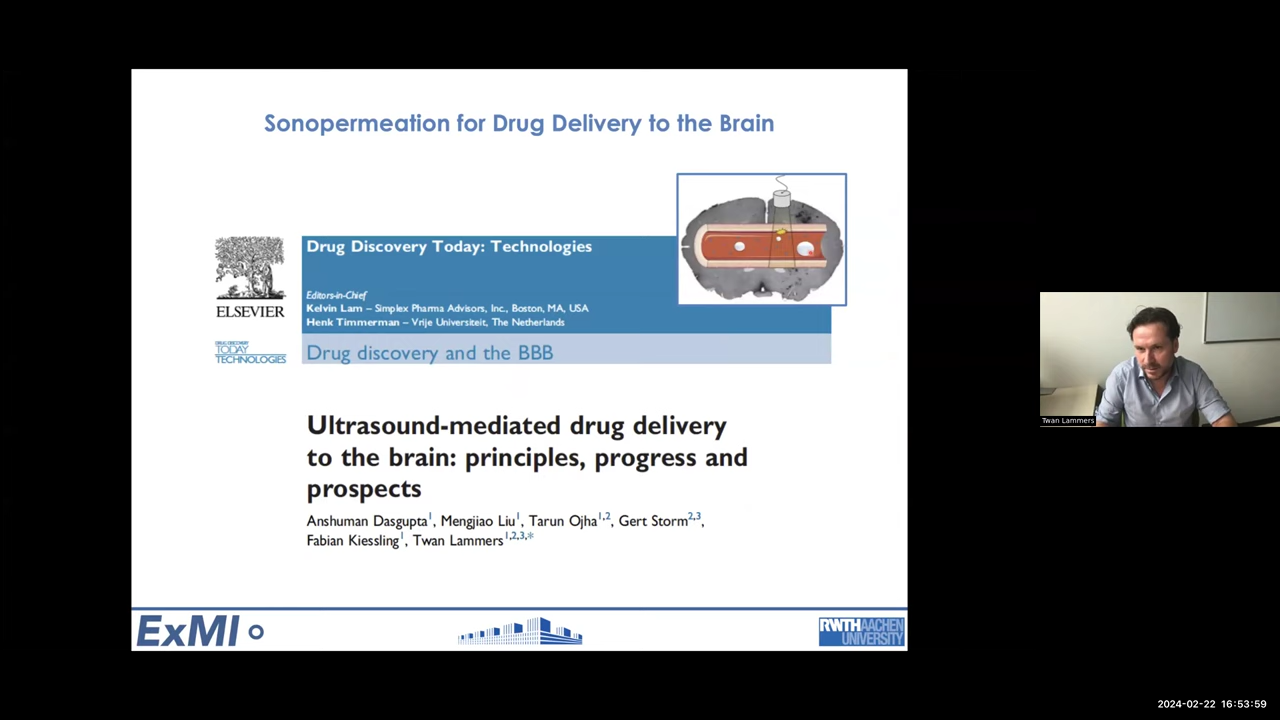 Sonopermeation for Drug Delivery to the Brain
ELSEVIER
Drug Discovery Today: Technologies
Editors-in-Chief
Kelvin Lam – Simplex Pharma Advisors, Inc., Boston, MA, USA
Henk Timmerman – Vrije Universiteit, The Netherlands
DRUG DISCOVERY
TODAY
TECHNOLOGIES
Drug discovery and the BBB
Ultrasound-mediated drug delivery
to the brain: principles, progress and
prospects
Anshuman Dasgupta1, Mengjiao Liu1, Tarun Ojha1,2, Gert Storm2,3,
Fabian Kiessling1, Twan Lammers1,2,3,*
ExMI
RWTHAACHEN
UNIVERSITY
Twan Lammers
2024-02-22 16:53:59